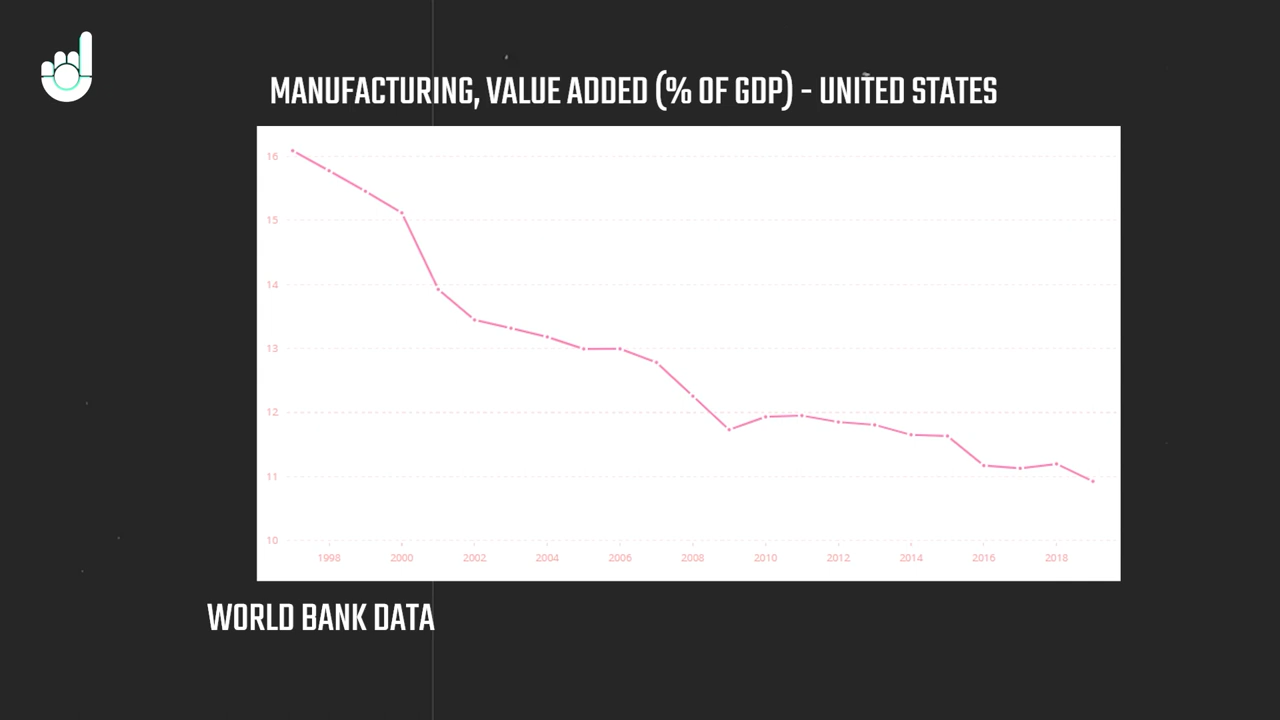 MANUFACTURING, VALUE ADDED (% OF GDP) - UNITED STATES
16
15
14
13
12
11
10
1998 2000 2002 2004 2006 2008 2010 2012 2014 2016 2018
WORLD BANK DATA